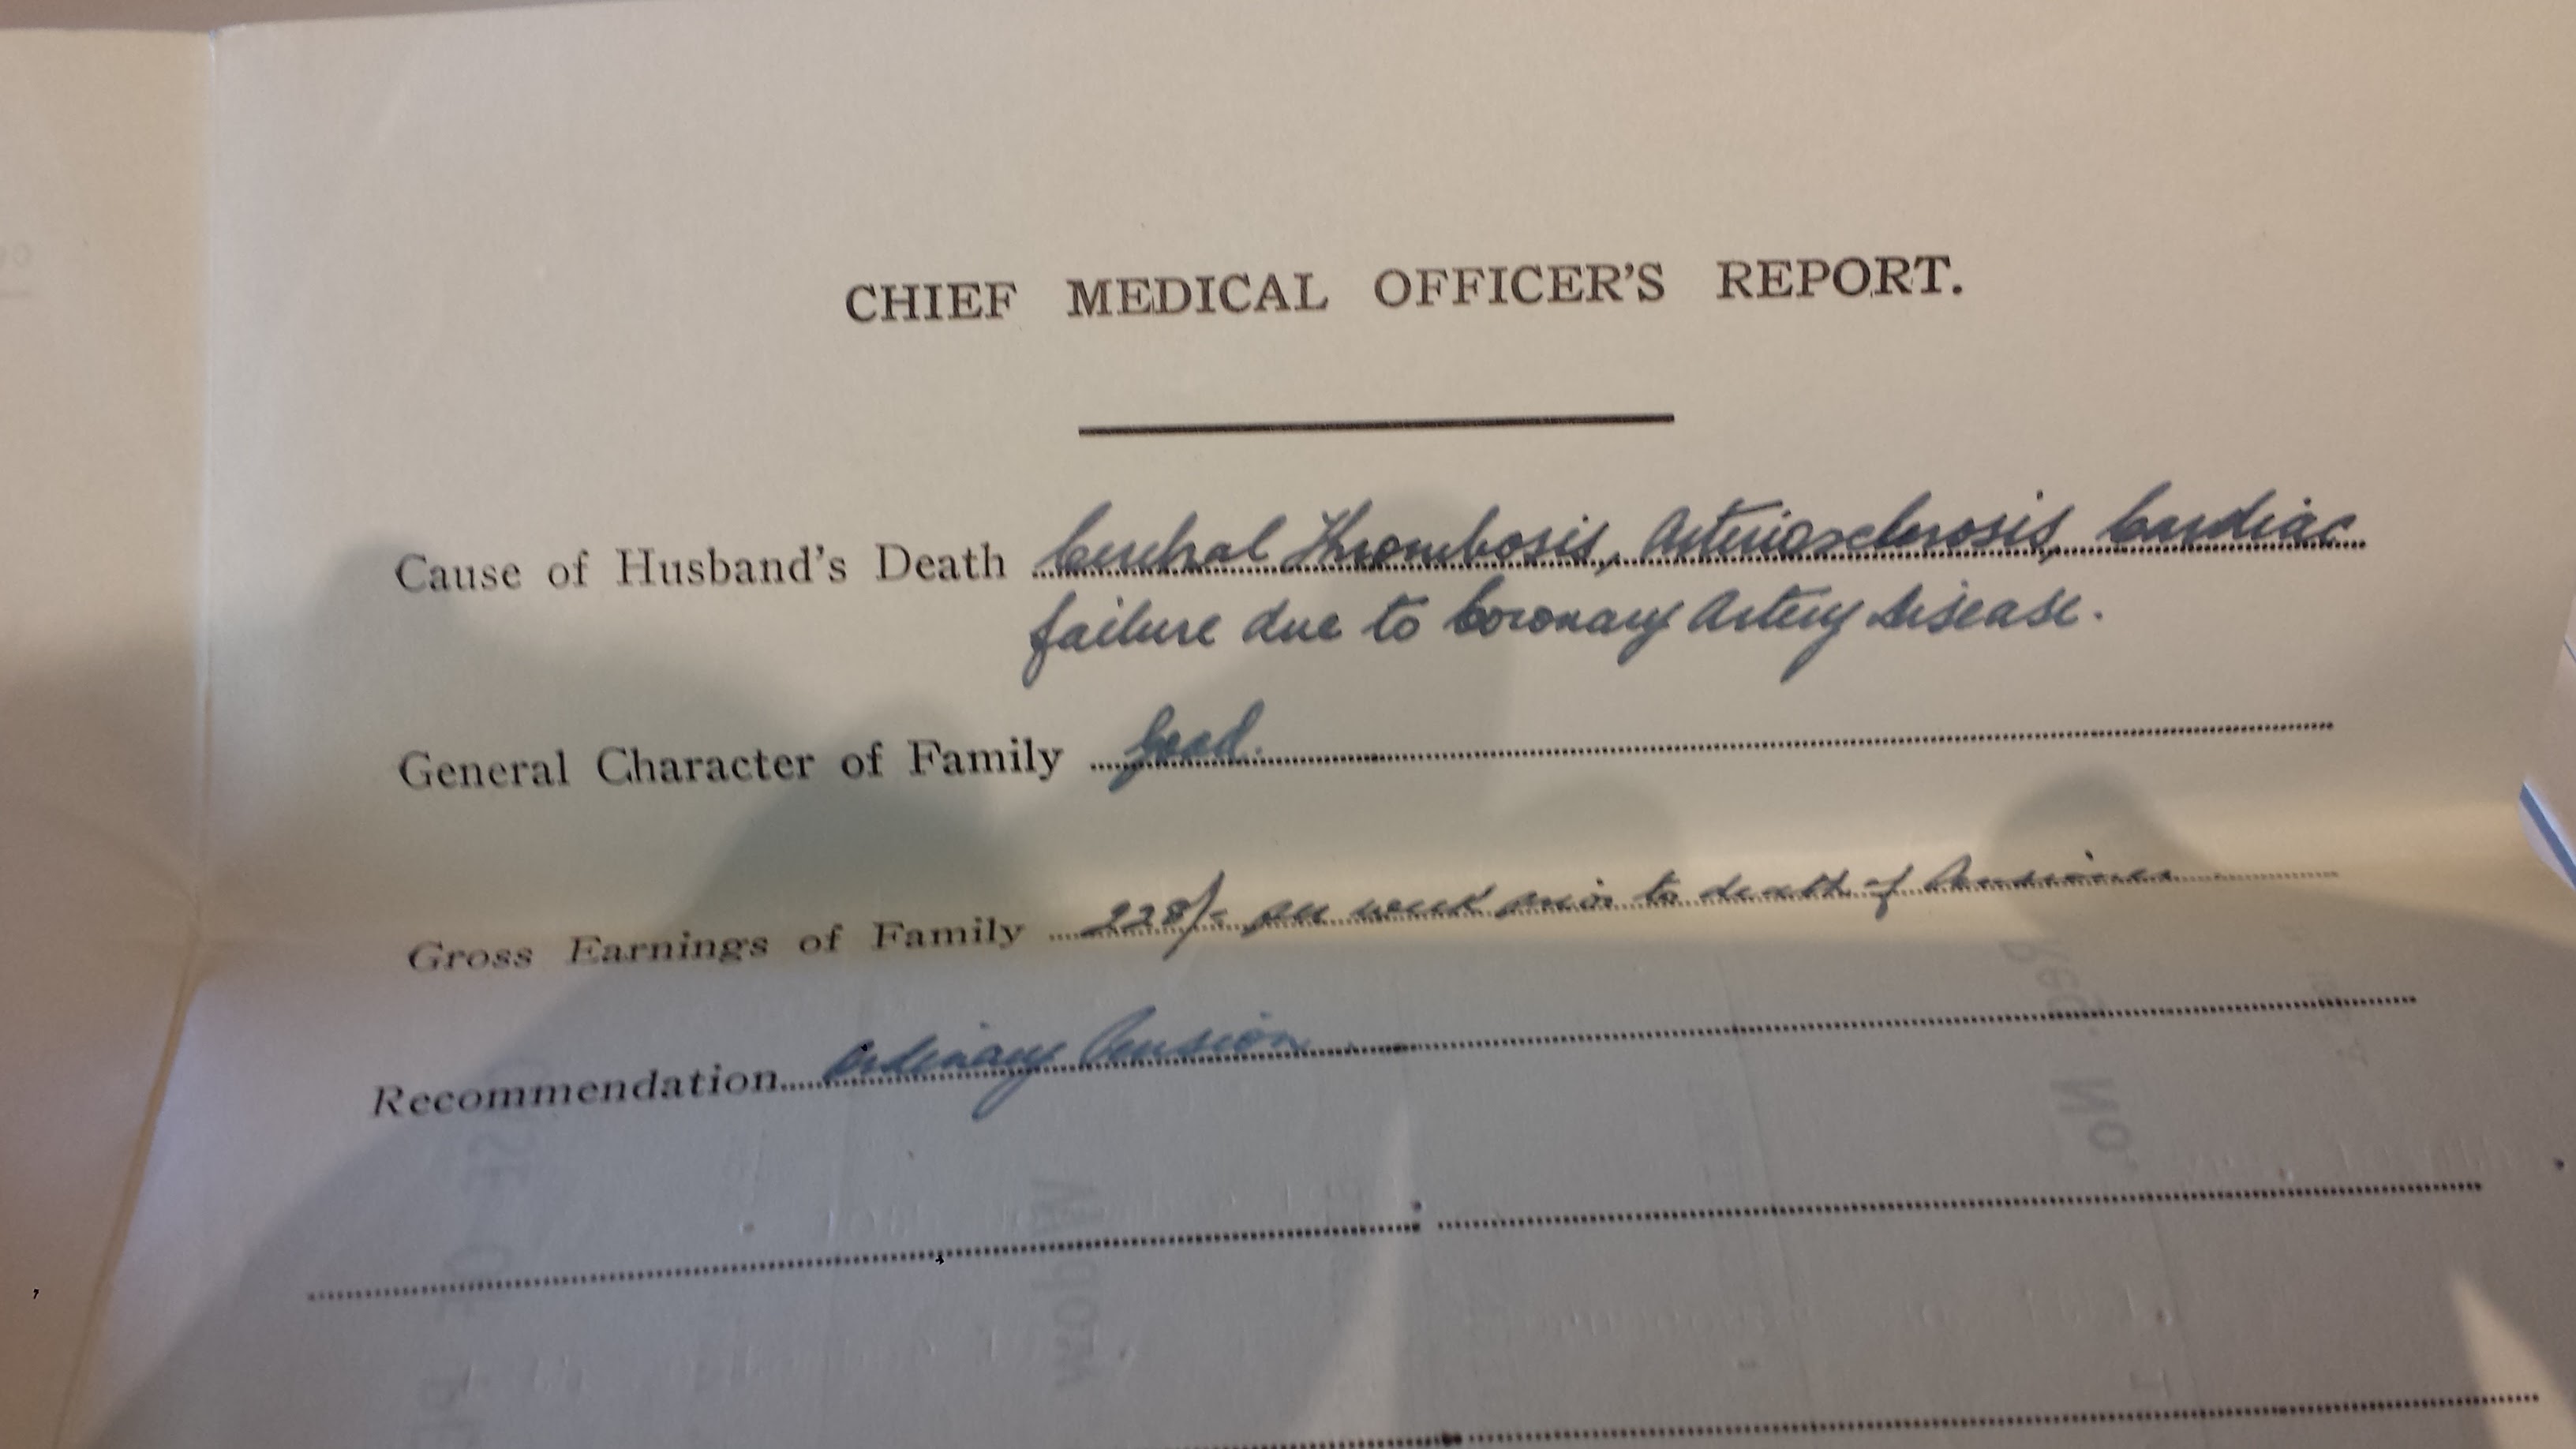 CHIEF MEDICAL OFFICER'S REPORT.
Cause of Husband's Death Cerebral Thrombosis, Arteriosclerosis, Cardiac
failure due to Coronary Artery Disease.
General Character of Family Good.
Gross Earnings of Family 228/- per week prior to death of Pensioner
Recommendation Ordinary Pension